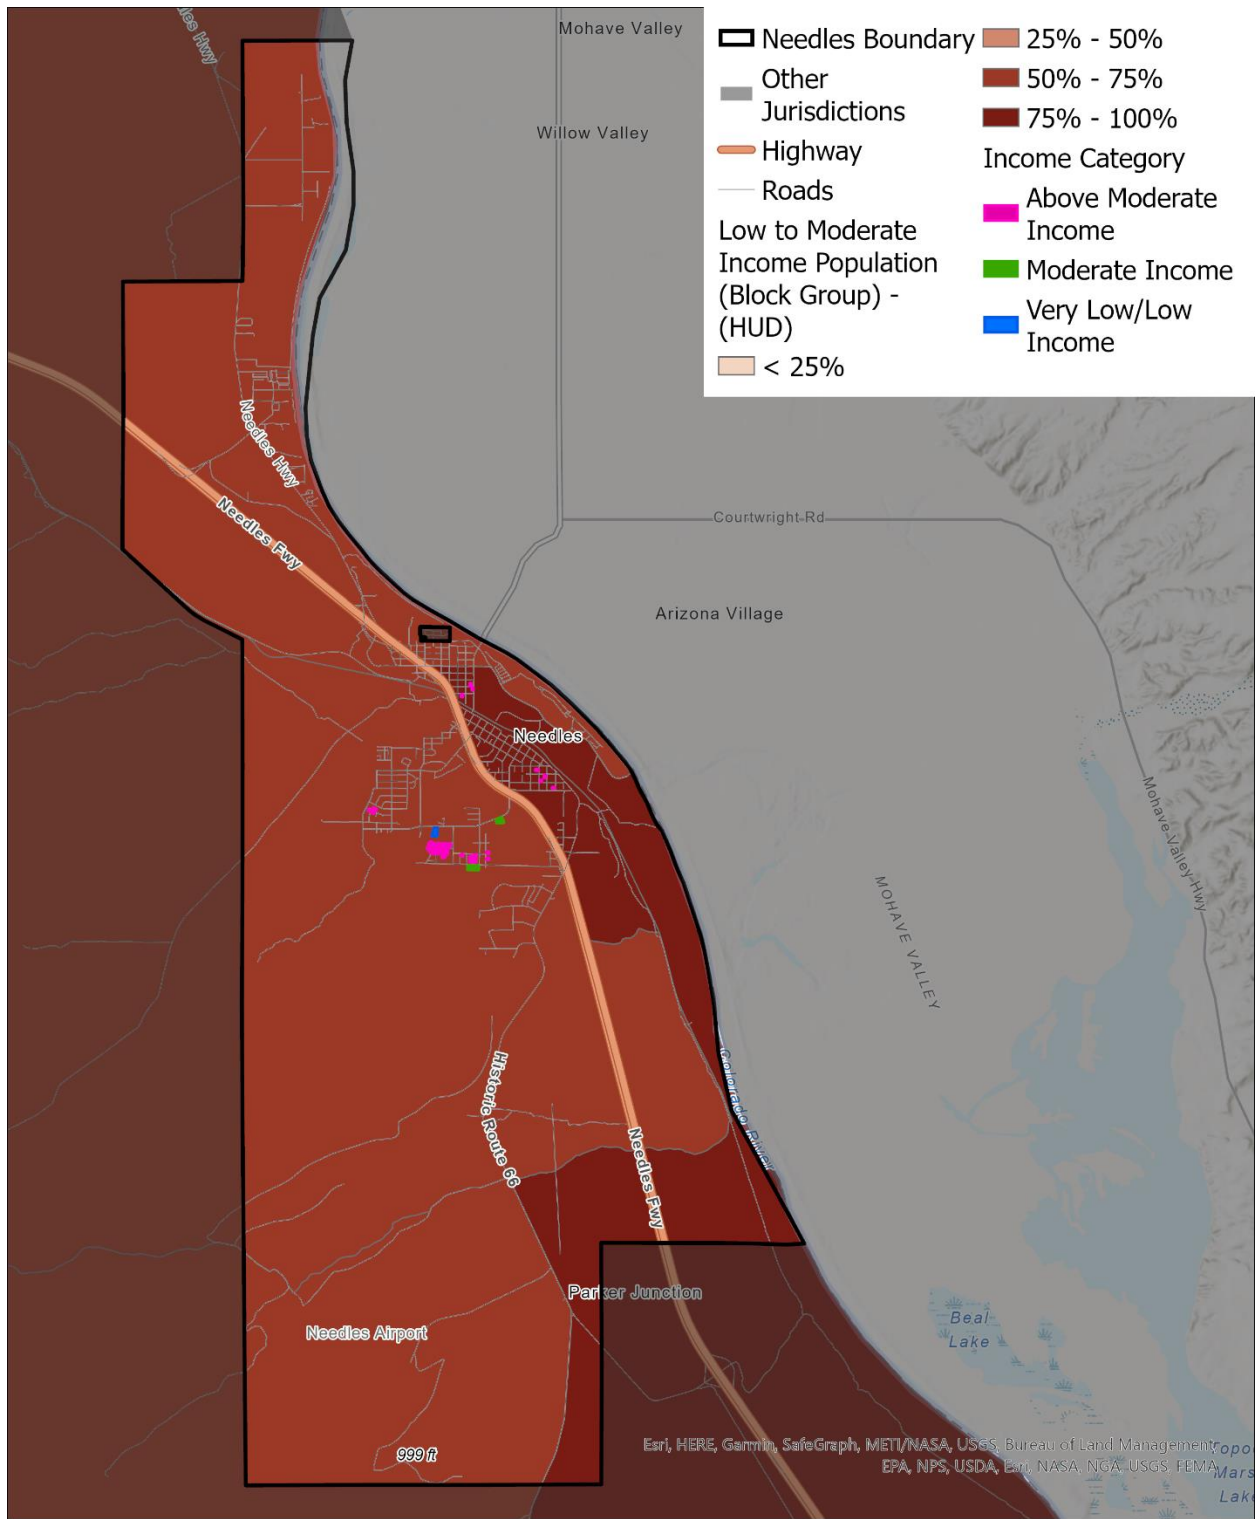 Needles Boundary
Other
Jurisdictions
Highway
Roads
Low to Moderate
Income Population
(Block Group) -
(HUD)
< 25%
25% - 50%
50% - 75%
75% - 100%
Income Category
Above Moderate
Income
Moderate Income
Very Low/Low
Income
Mohave Valley
Willow Valley
Needles Hwy
Needles Fwy
Courtwright Rd
Arizona Village
Needles
Mohave Valley Hwy
MOHAVE VALLEY
Historic Route 66
Colorado River
Needles Fwy
Parker Junction
Needles Airport
Beal
Lake
999 ft
Esri, HERE, Garmin, SafeGraph, METI/NASA, USGS, Bureau of Land Management,
EPA, NPS, USDA, Esri, NASA, NGA, USGS, FEMA
Lake